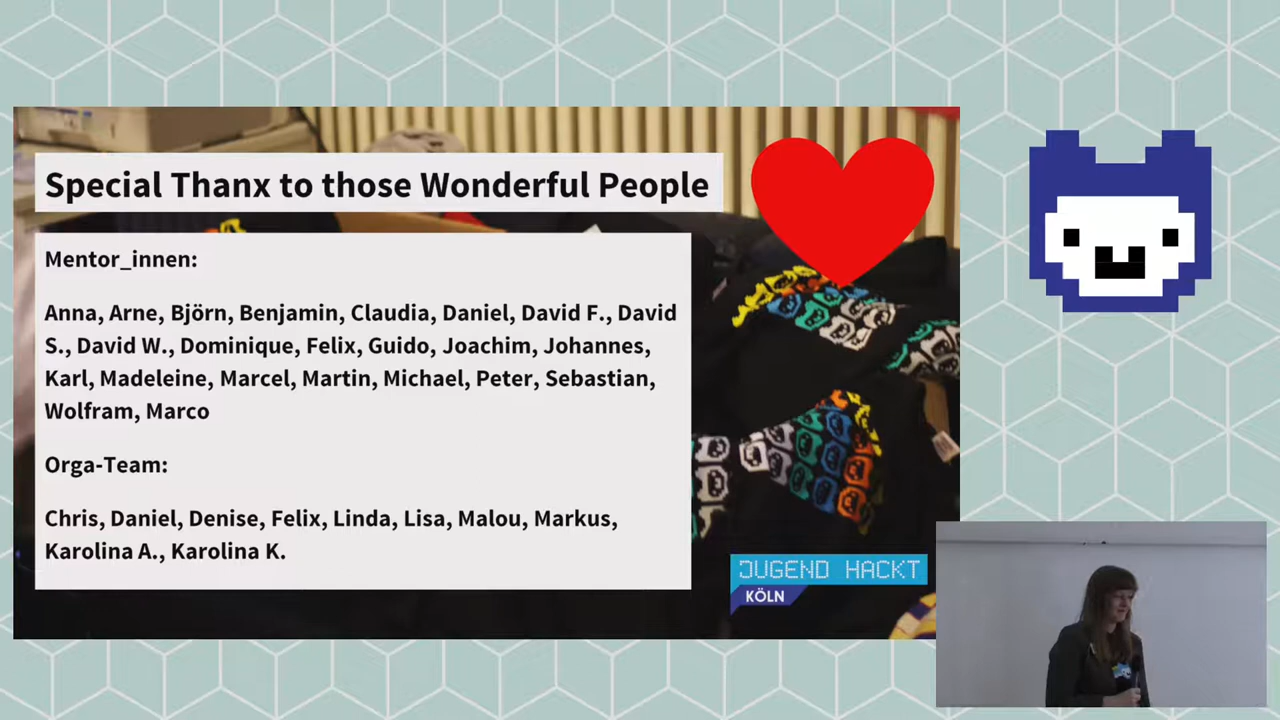 Special Thanx to those Wonderful People
Mentor_innen:
Anna, Arne, Björn, Benjamin, Claudia, Daniel, David F., David
S., David W., Dominique, Felix, Guido, Joachim, Johannes,
Karl, Madeleine, Marcel, Martin, Michael, Peter, Sebastian,
Wolfram, Marco
Orga-Team:
Chris, Daniel, Denise, Felix, Linda, Lisa, Malou, Markus,
Karolina A., Karolina K.
JUGEND HACKT
KÖLN